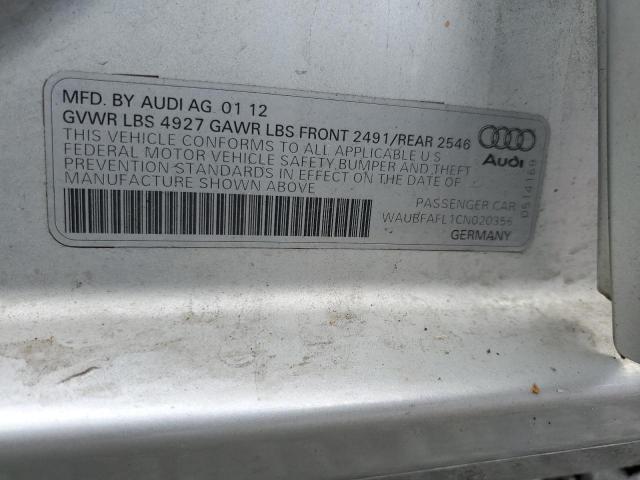 MFD. BY AUDI AG 01 12
GVWR LBS 4927 GAWR LBS FRONT 2491/REAR 2546
THIS VEHICLE CONFORMS TO ALL APPLICABLE U S
FEDERAL MOTOR VEHICLE SAFETY,BUMPER AND,THEFT
PREVENTION STANDARDS IN EFFECT ON THE DATE OF
MANUFACTURE SHOWN ABOVE
Audi
PASSENGER CAR
WAUBFAFL1CN020356
GERMANY
0514169